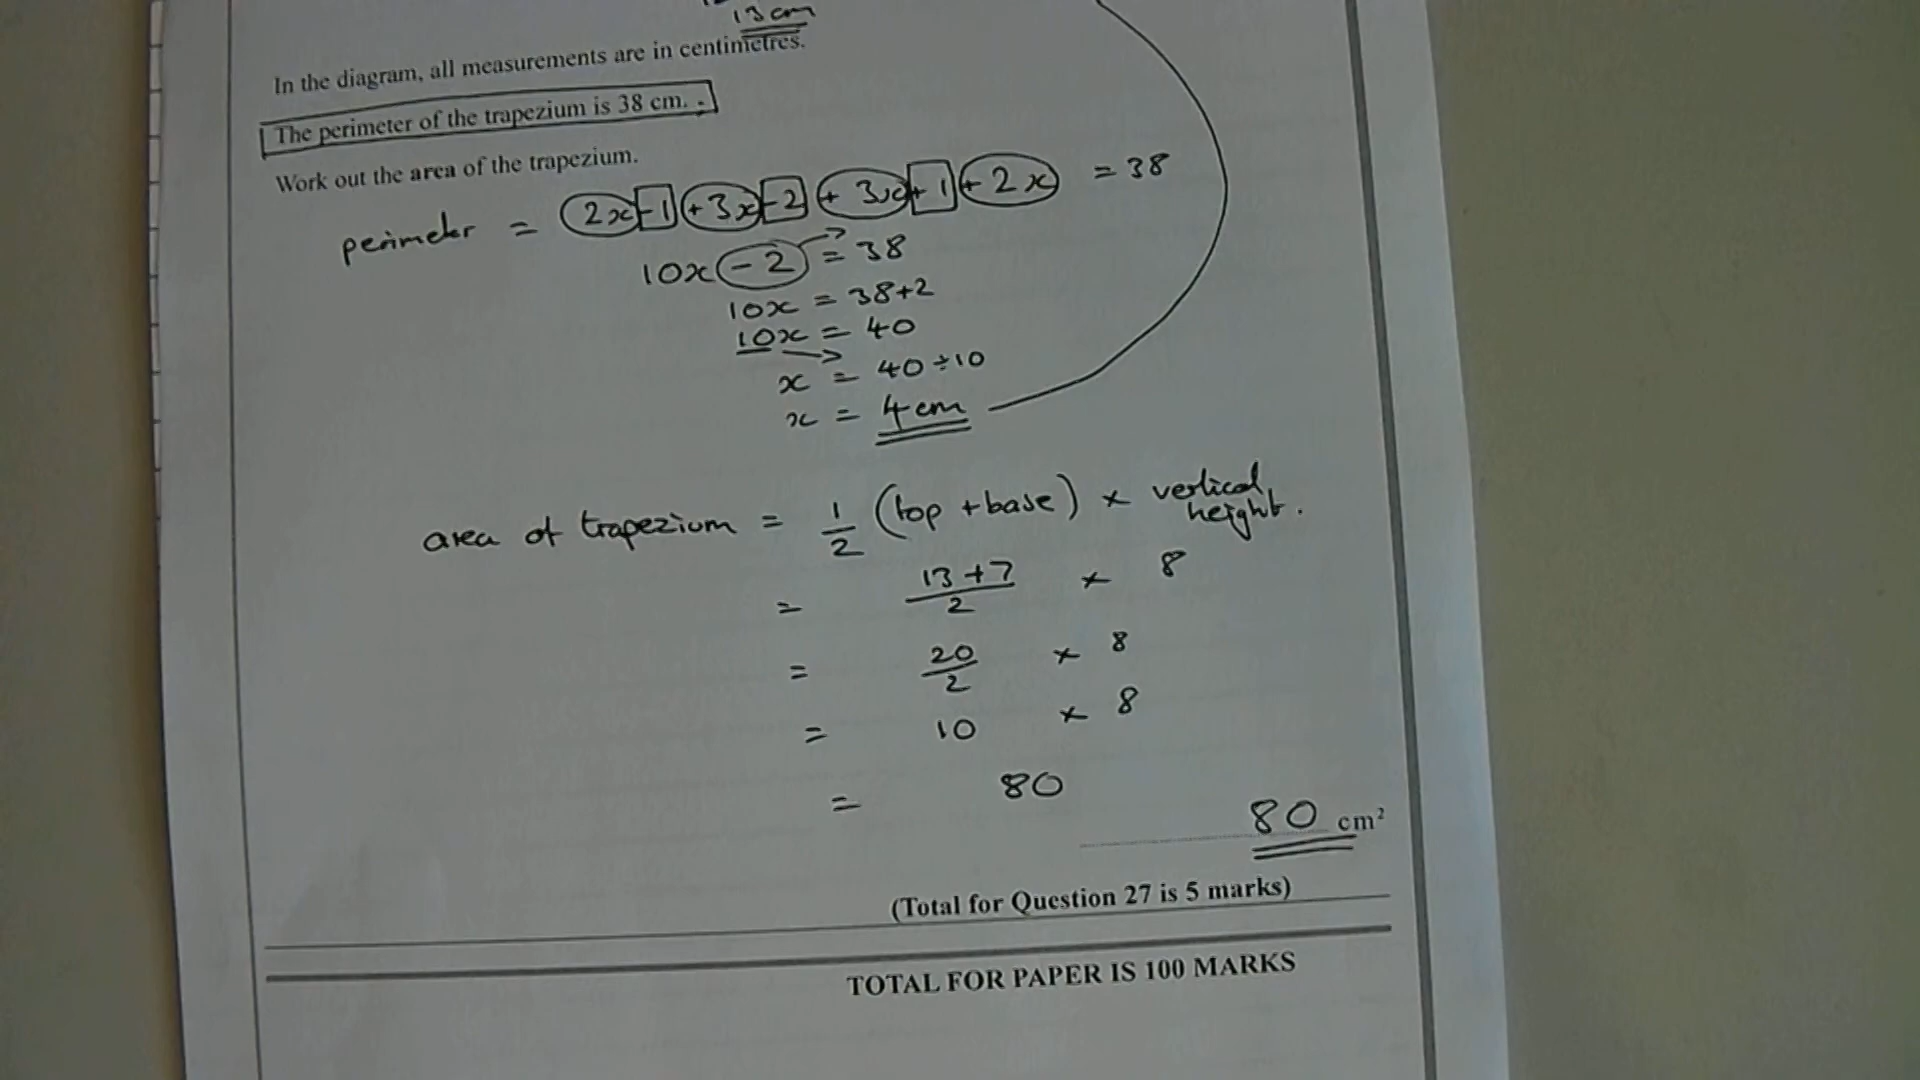 13 cm
In the diagram, all measurements are in centimetres.
The perimeter of the trapezium is 38 cm.
Work out the area of the trapezium.
perimeter = 2x-1+3x-2+3x+1+2x = 38
10x-2 = 38
10x = 38+2
10x = 40
x = 40÷10
x = 4cm
area of trapezium = 1/2 (top +base) × vertical height.
= 13+7/2 × 8
= 20/2 × 8
= 10 × 8
= 80
80 cm²
(Total for Question 27 is 5 marks)
TOTAL FOR PAPER IS 100 MARKS